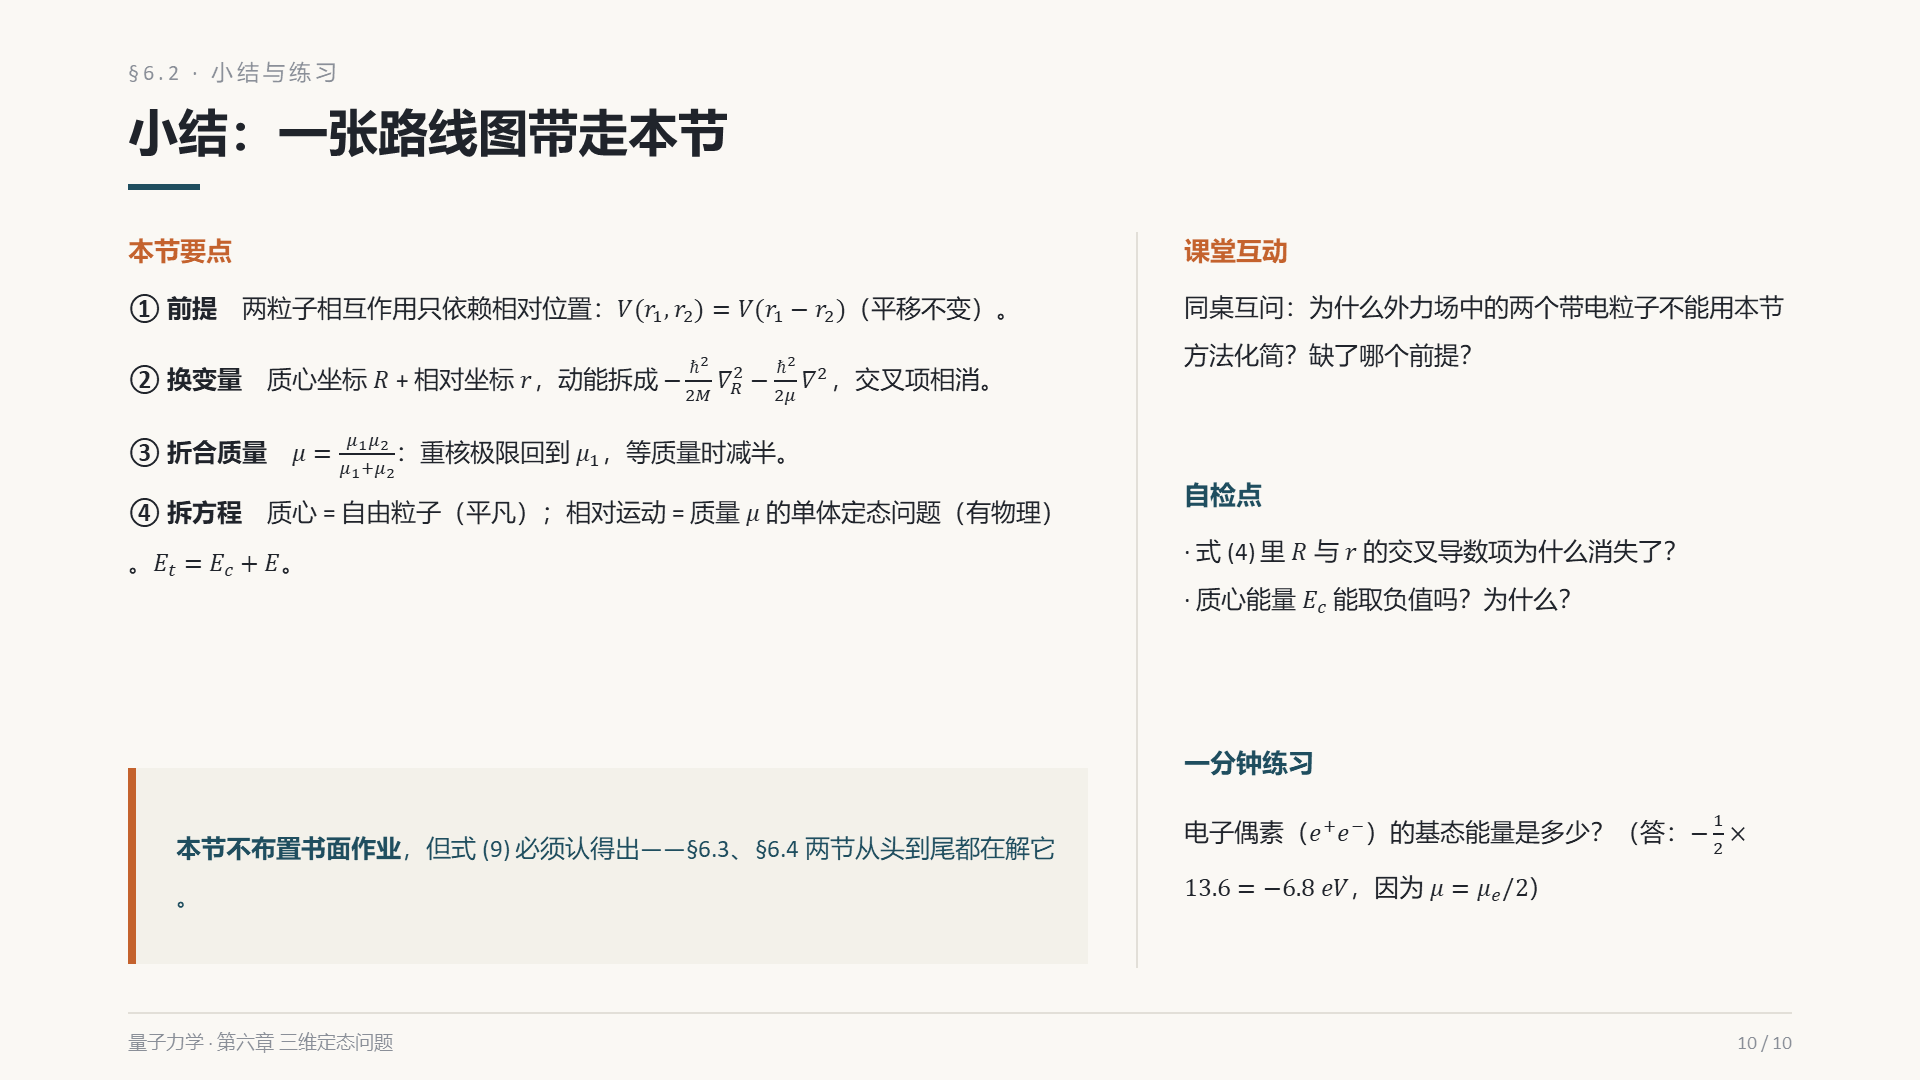 §6.2 · 小结与练习
小结：一张路线图带走本节
本节要点
① 前提　两粒子相互作用只依赖相对位置：V(r₁, r₂) = V(r₁ − r₂)（平移不变）。
② 换变量　质心坐标 R + 相对坐标 r，动能拆成 −ℏ²/2M ∇_R² − ℏ²/2μ ∇²，交叉项相消。
③ 折合质量　μ = μ₁μ₂/μ₁+μ₂：重核极限回到 μ₁，等质量时减半。
④ 拆方程　质心 = 自由粒子（平凡）；相对运动 = 质量 μ 的单体定态问题（有物理）
。E_t = E_c + E。
本节不布置书面作业，但式 (9) 必须认得出——§6.3、§6.4 两节从头到尾都在解它
。
课堂互动
同桌互问：为什么外力场中的两个带电粒子不能用本节
方法化简？缺了哪个前提？
自检点
· 式 (4) 里 R 与 r 的交叉导数项为什么消失了？
· 质心能量 E_c 能取负值吗？为什么？
一分钟练习
电子偶素（e⁺e⁻）的基态能量是多少？（答：−1/2 ×
13.6 = −6.8 eV，因为 μ = μ_e/2）
量子力学 · 第六章 三维定态问题
10 / 10